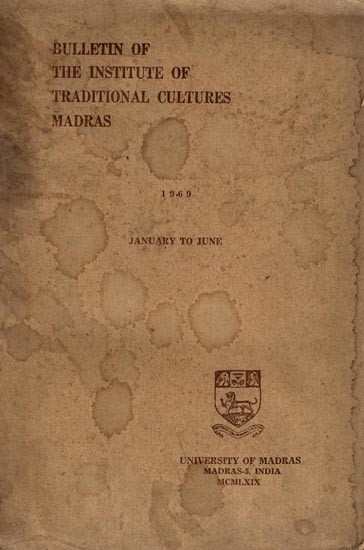 BULLETIN OF
THE INSTITUTE OF
TRADITIONAL CULTURES
MADRAS
1969
JANUARY TO JUNE
UNIVERSITY OF MADRAS
MADRAS-5, INDIA
MCMLXIX